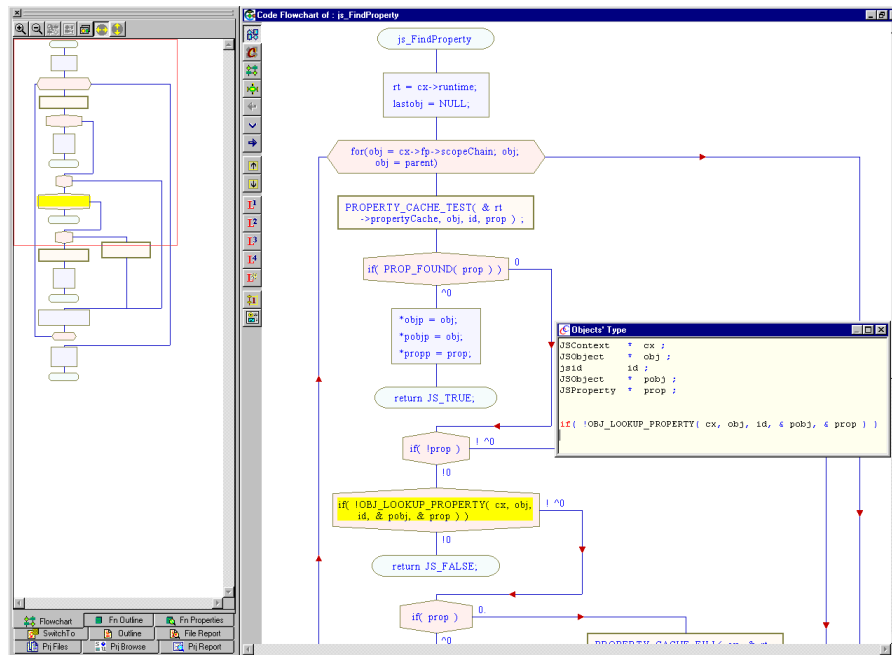 Code Flowchart of : js_FindProperty
js_FindProperty
rt = cx->runtime;
lastobj = NULL;
for(obj = cx->fp->scopeChain; obj;
obj = parent)
PROPERTY_CACHE_TEST( & rt
->propertyCache, obj, id, prop ) ;
if( PROP_FOUND( prop ) )
0
^0
*objp = obj;
*pobjp = obj;
*propp = prop;
return JS_TRUE;
if( !prop )
! ^0
!0
if( !OBJ_LOOKUP_PROPERTY( cx, obj,
id, & pobj, & prop ) )
! ^0
!0
return JS_FALSE;
if( prop )
0.
^0
Objects' Type
JSContext * cx ;
JSObject * obj ;
jsid id ;
JSObject * pobj ;
JSProperty * prop ;
if( !OBJ_LOOKUP_PROPERTY( cx, obj, id, & pobj, & prop ) )
L1
L2
L3
L4
Flowchart
Fn Outline
Fn Properties
SwitchTo
Outline
File Report
Prj Files
Prj Browse
Prj Report